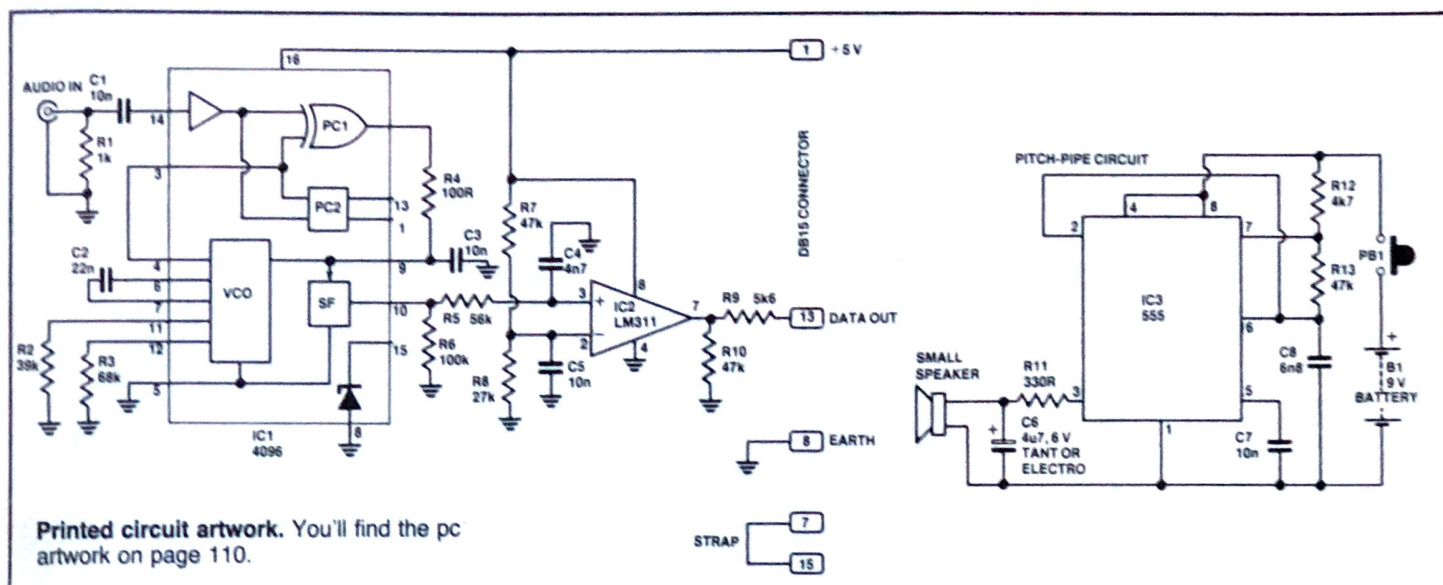 16
1 +5 V
AUDIO IN
C1
10n
14
PC1
R1
1k
3
R4
100R
PC2
13
1
R7
47k
DB15 CONNECTOR
C3
10n
C4
4n7
C2
22n
4
6
7
11
12
VCO
9
SF
10
R5
56k
3
+
8
IC2
LM311
7
R9 5k6
13 DATA OUT
R2
39k
R3
68k
15
R6
100k
2
−
4
R10
47k
C5
10n
R8
27k
5
8
IC1
4096
8 EARTH
STRAP
7
15
PITCH-PIPE CIRCUIT
2
4
8
7
R12
4k7
PB1
R13
47k
IC3
555
6
C8
6n8
+
B1
9 V
BATTERY
SMALL
SPEAKER
R11
330R
3
5
1
+
C6
4u7, 6 V
TANT OR
ELECTRO
C7
10n
Printed circuit artwork. You'll find the pc
artwork on page 110.